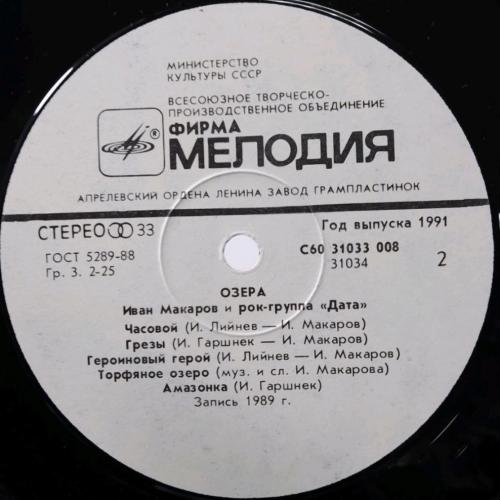 МИНИСТЕРСТВО
КУЛЬТУРЫ СССР
ВСЕСОЮЗНОЕ ТВОРЧЕСКО-
ПРОИЗВОДСТВЕННОЕ ОБЪЕДИНЕНИЕ
®
ФИРМА
МЕЛОДИЯ
АПРЕЛЕВСКИЙ ОРДЕНА ЛЕНИНА ЗАВОД ГРАМПЛАСТИНОК
СТЕРЕО 33
Год выпуска 1991
ГОСТ 5289-88
Гр. 3. 2-25
С60 31033 008
31034
2
ОЗЕРА
Иван Макаров и рок-группа «Дата»
Часовой (И. Лийнев — И. Макаров)
Грезы (И. Гаршнек — И. Макаров)
Героиновый герой (И. Лийнев — И. Макаров)
Торфяное озеро (муз. и сл. И. Макарова)
Амазонка (И. Гаршнек)
Запись 1989 г.